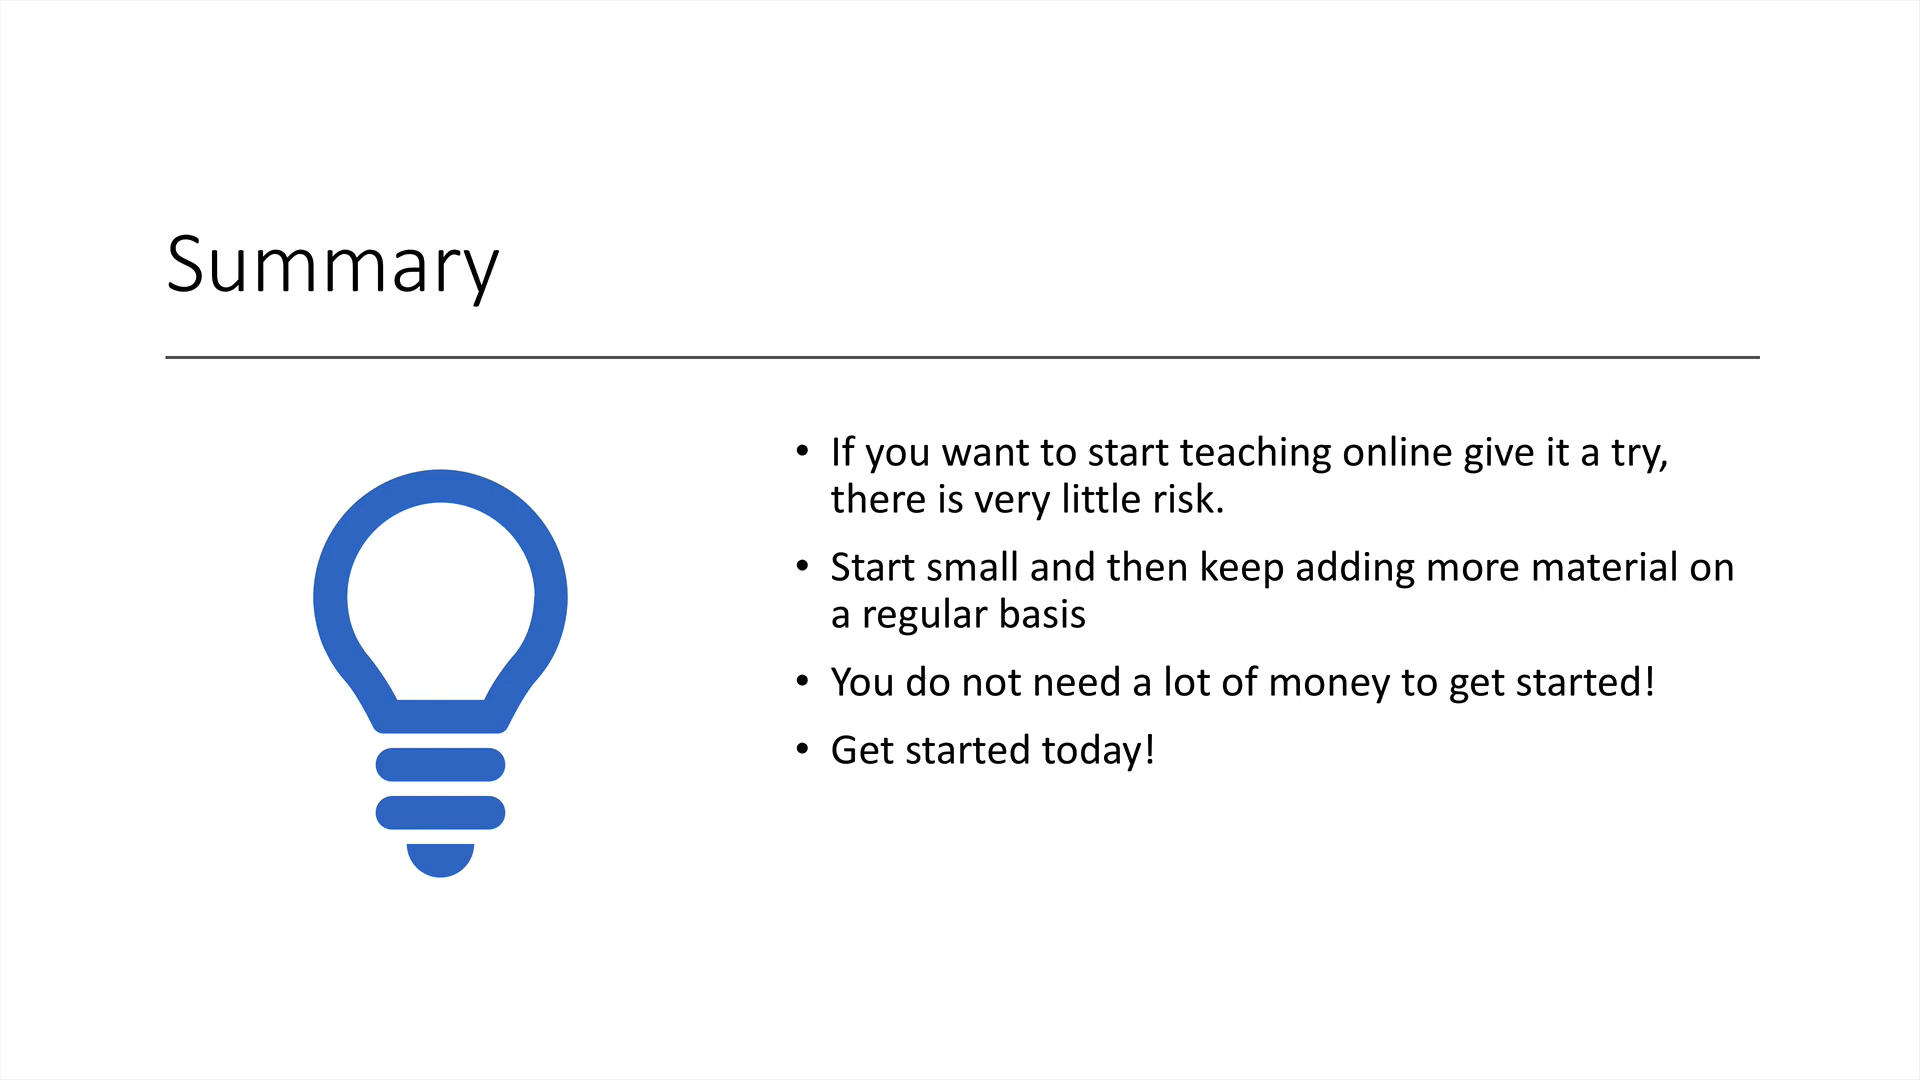 Summary
• If you want to start teaching online give it a try,
there is very little risk.
• Start small and then keep adding more material on
a regular basis
• You do not need a lot of money to get started!
• Get started today!